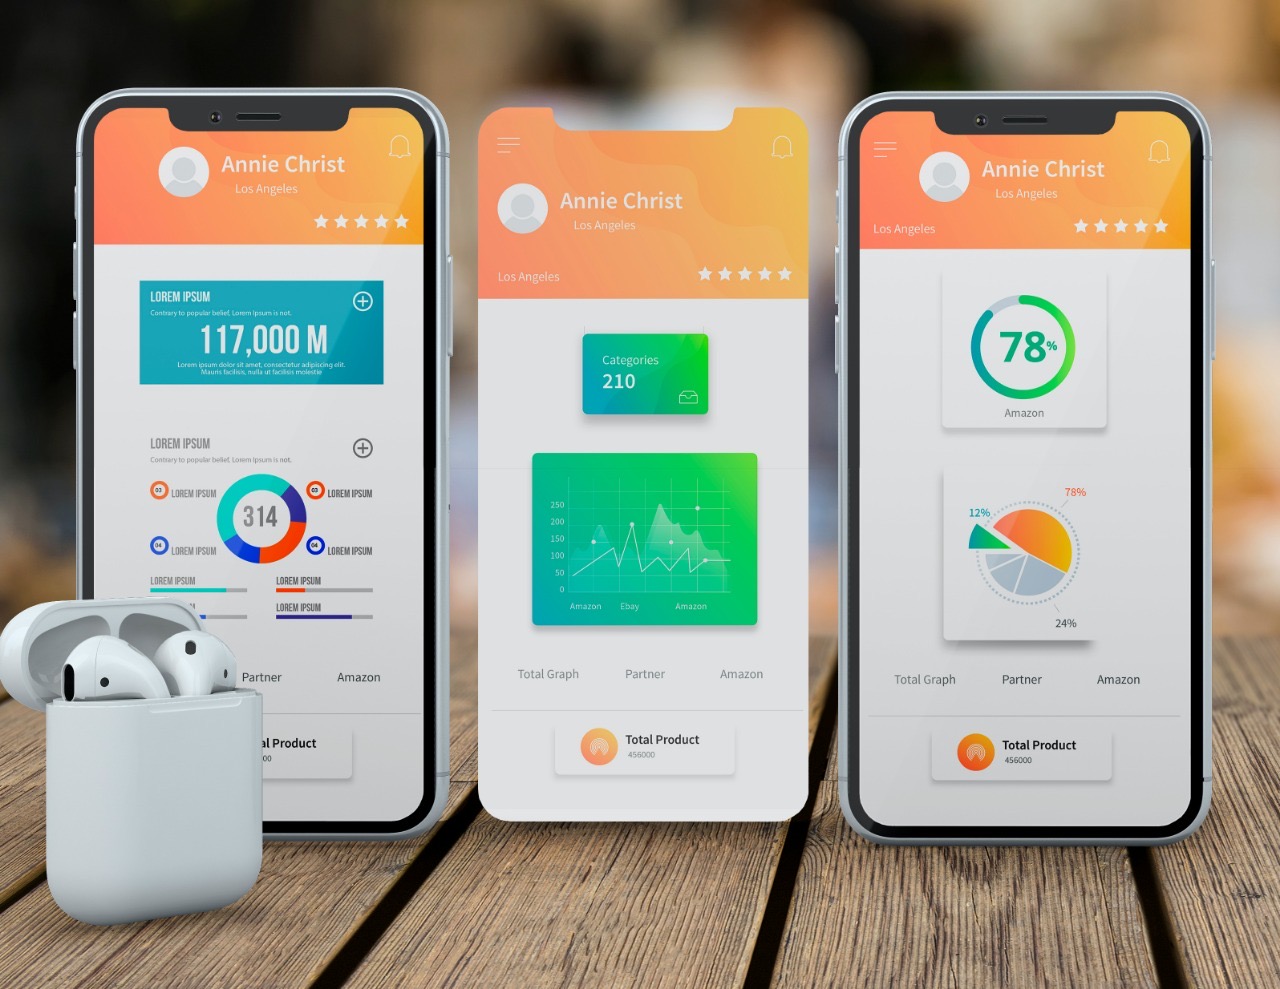 Annie Christ
Los Angeles
LOREM IPSUM
Contrary to popular belief, Lorem Ipsum is not.
117,000 M
Lorem ipsum dolor sit amet, consectetur adipiscing elit.
Mauris facilisis, nulla ut facilisis molestie
LOREM IPSUM
Contrary to popular belief, Lorem Ipsum is not.
03 LOREM IPSUM
03 LOREM IPSUM
314
04 LOREM IPSUM
04 LOREM IPSUM
LOREM IPSUM
LOREM IPSUM
LOREM IPSUM
Partner
Amazon
al Product
00
Annie Christ
Los Angeles
Los Angeles
Categories
210
250
200
150
100
50
0
Amazon
Ebay
Amazon
Total Graph
Partner
Amazon
Total Product
456000
Annie Christ
Los Angeles
Los Angeles
78%
Amazon
78%
12%
24%
Total Graph
Partner
Amazon
Total Product
456000